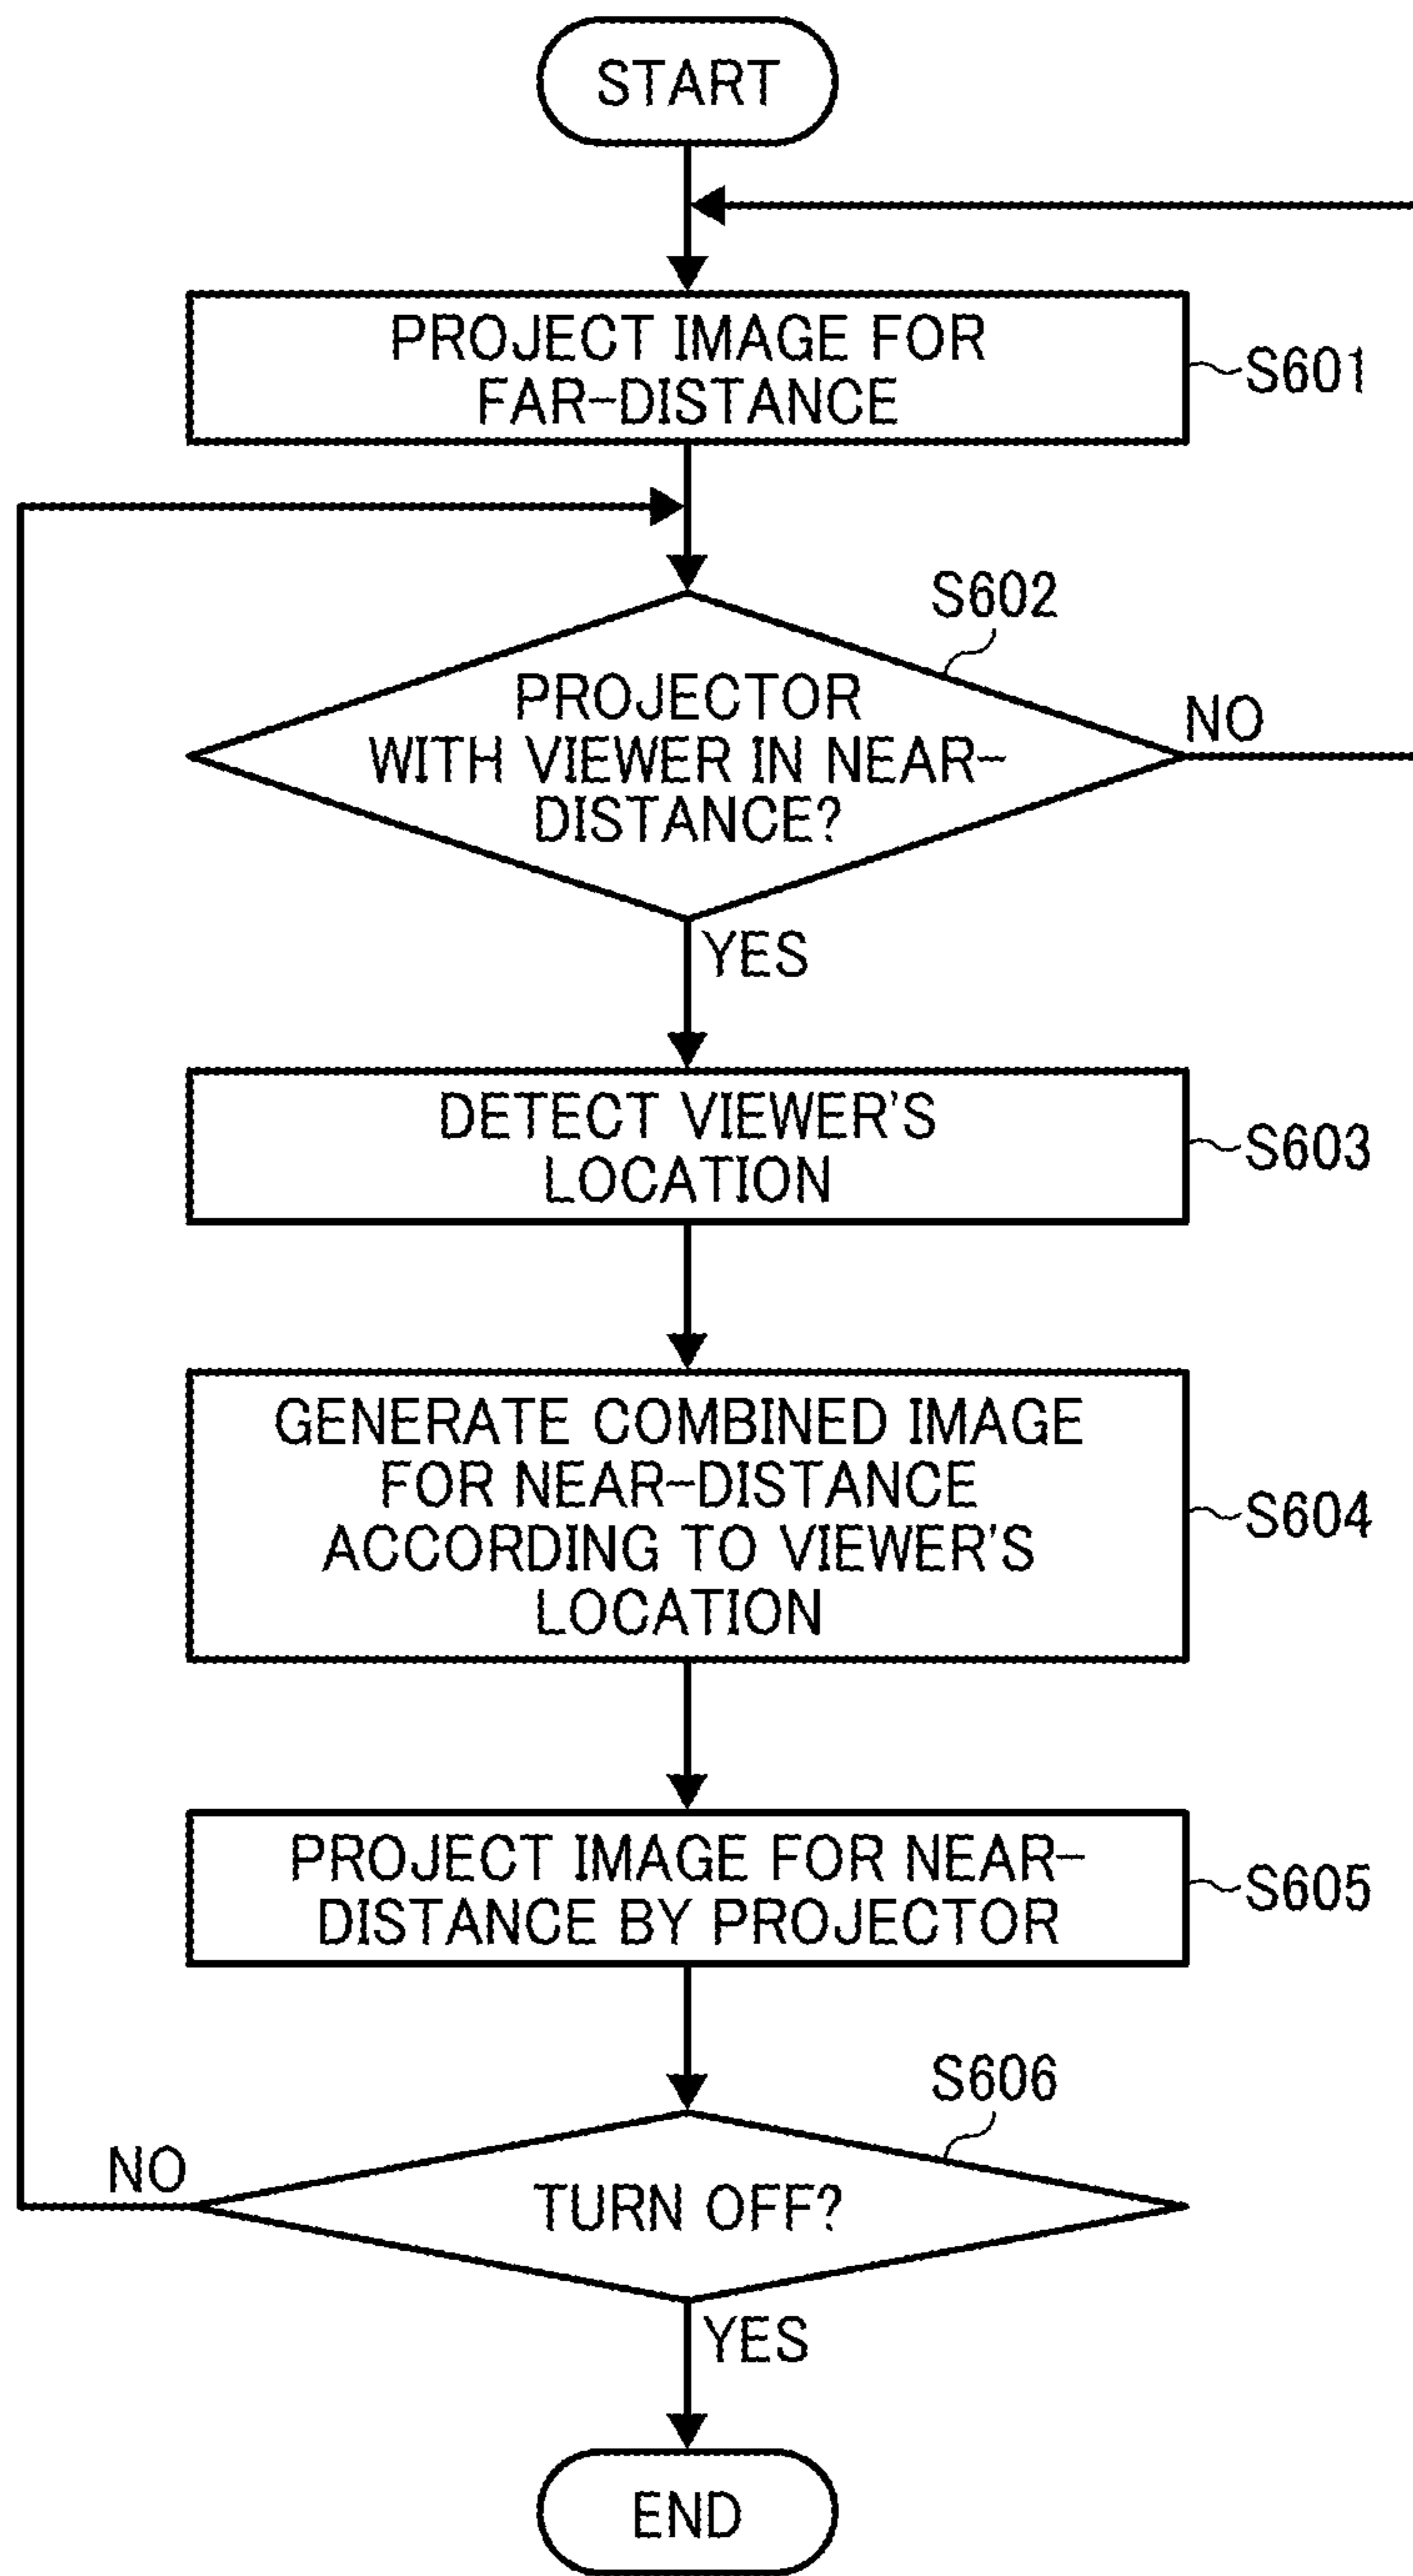 START
PROJECT IMAGE FOR
FAR-DISTANCE
S601
S602
PROJECTOR
WITH VIEWER IN NEAR-
DISTANCE?
NO
YES
DETECT VIEWER'S
LOCATION
S603
GENERATE COMBINED IMAGE
FOR NEAR-DISTANCE
ACCORDING TO VIEWER'S
LOCATION
S604
PROJECT IMAGE FOR NEAR-
DISTANCE BY PROJECTOR
S605
S606
NO
TURN OFF?
YES
END